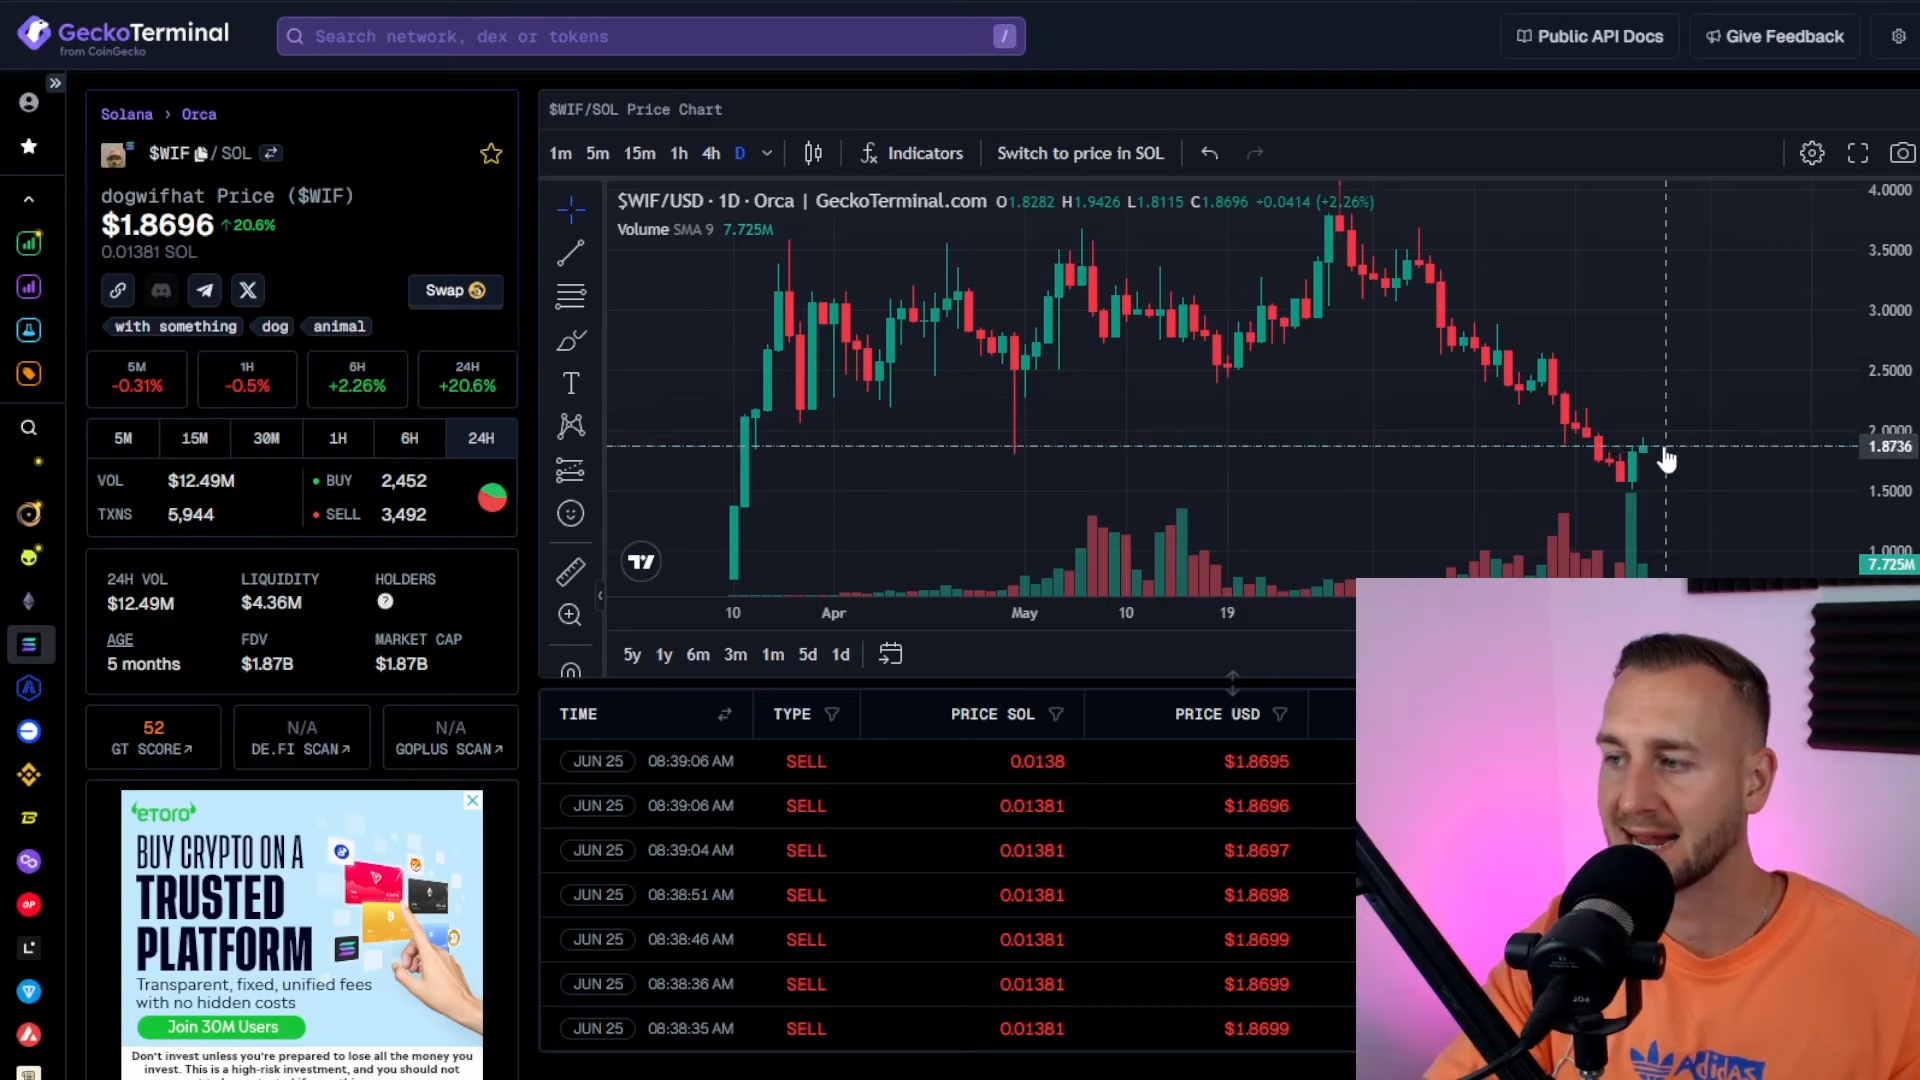 GeckoTerminal
from CoinGecko
Search network, dex or tokens
/
Public API Docs
Give Feedback
Solana › Orca
$WIF / SOL
dogwifhat Price ($WIF)
$1.8696 ↑20.6%
0.01381 SOL
Swap
with something
dog
animal
5M
-0.31%
1H
-0.5%
6H
+2.26%
24H
+20.6%
5M 15M 30M 1H 6H 24H
VOL $12.49M
BUY 2,452
TXNS 5,944
SELL 3,492
24H VOL
$12.49M
LIQUIDITY
$4.36M
HOLDERS
?
AGE
5 months
FDV
$1.87B
MARKET CAP
$1.87B
52
GT SCORE↗
N/A
DE.FI SCAN↗
N/A
GOPLUS SCAN↗
eToro
BUY CRYPTO ON A
TRUSTED
PLATFORM
Transparent, fixed, unified fees
with no hidden costs
Join 30M Users
Don't invest unless you're prepared to lose all the money you
invest. This is a high-risk investment, and you should not
$WIF/SOL Price Chart
1m 5m 15m 1h 4h D
Indicators
Switch to price in SOL
$WIF/USD · 1D · Orca | GeckoTerminal.com O1.8282 H1.9426 L1.8115 C1.8696 +0.0414 (+2.26%)
Volume SMA 9 7.725M
4.0000
3.5000
3.0000
2.5000
2.0000
1.8736
1.5000
1.0000
7.725M
10 Apr May 10 19
5y 1y 6m 3m 1m 5d 1d
TIME TYPE PRICE SOL PRICE USD
JUN 25 08:39:06 AM SELL 0.0138 $1.8695
JUN 25 08:39:06 AM SELL 0.01381 $1.8696
JUN 25 08:39:04 AM SELL 0.01381 $1.8697
JUN 25 08:38:51 AM SELL 0.01381 $1.8698
JUN 25 08:38:46 AM SELL 0.01381 $1.8699
JUN 25 08:38:36 AM SELL 0.01381 $1.8699
JUN 25 08:38:35 AM SELL 0.01381 $1.8699
OP
adidas